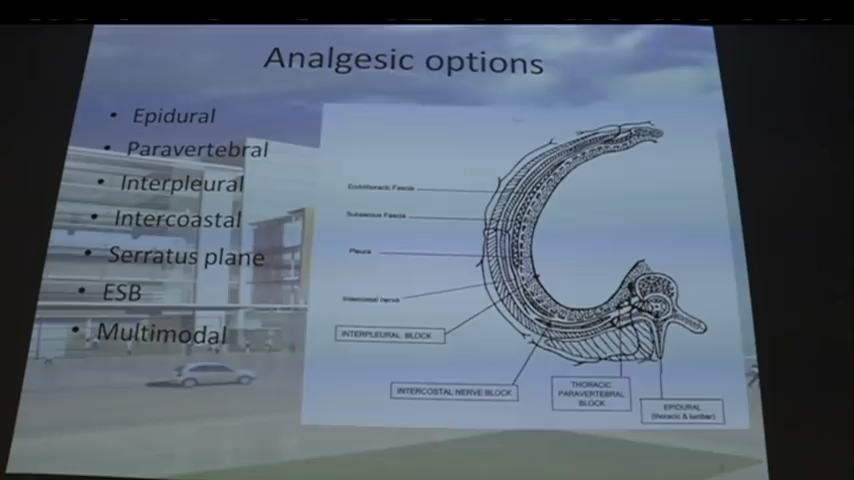 Analgesic options
• Epidural
• Paravertebral
• Interpleural
• Intercoastal
• Serratus plane
• ESB
• Multimodal
Endothoracic Fascia
Subserous Fascia
Pleura
Intercostal nerve
INTERPLEURAL BLOCK
INTERCOSTAL NERVE BLOCK
THORACIC
PARAVERTEBRAL
BLOCK
EPIDURAL
(thoracic & lumbar)